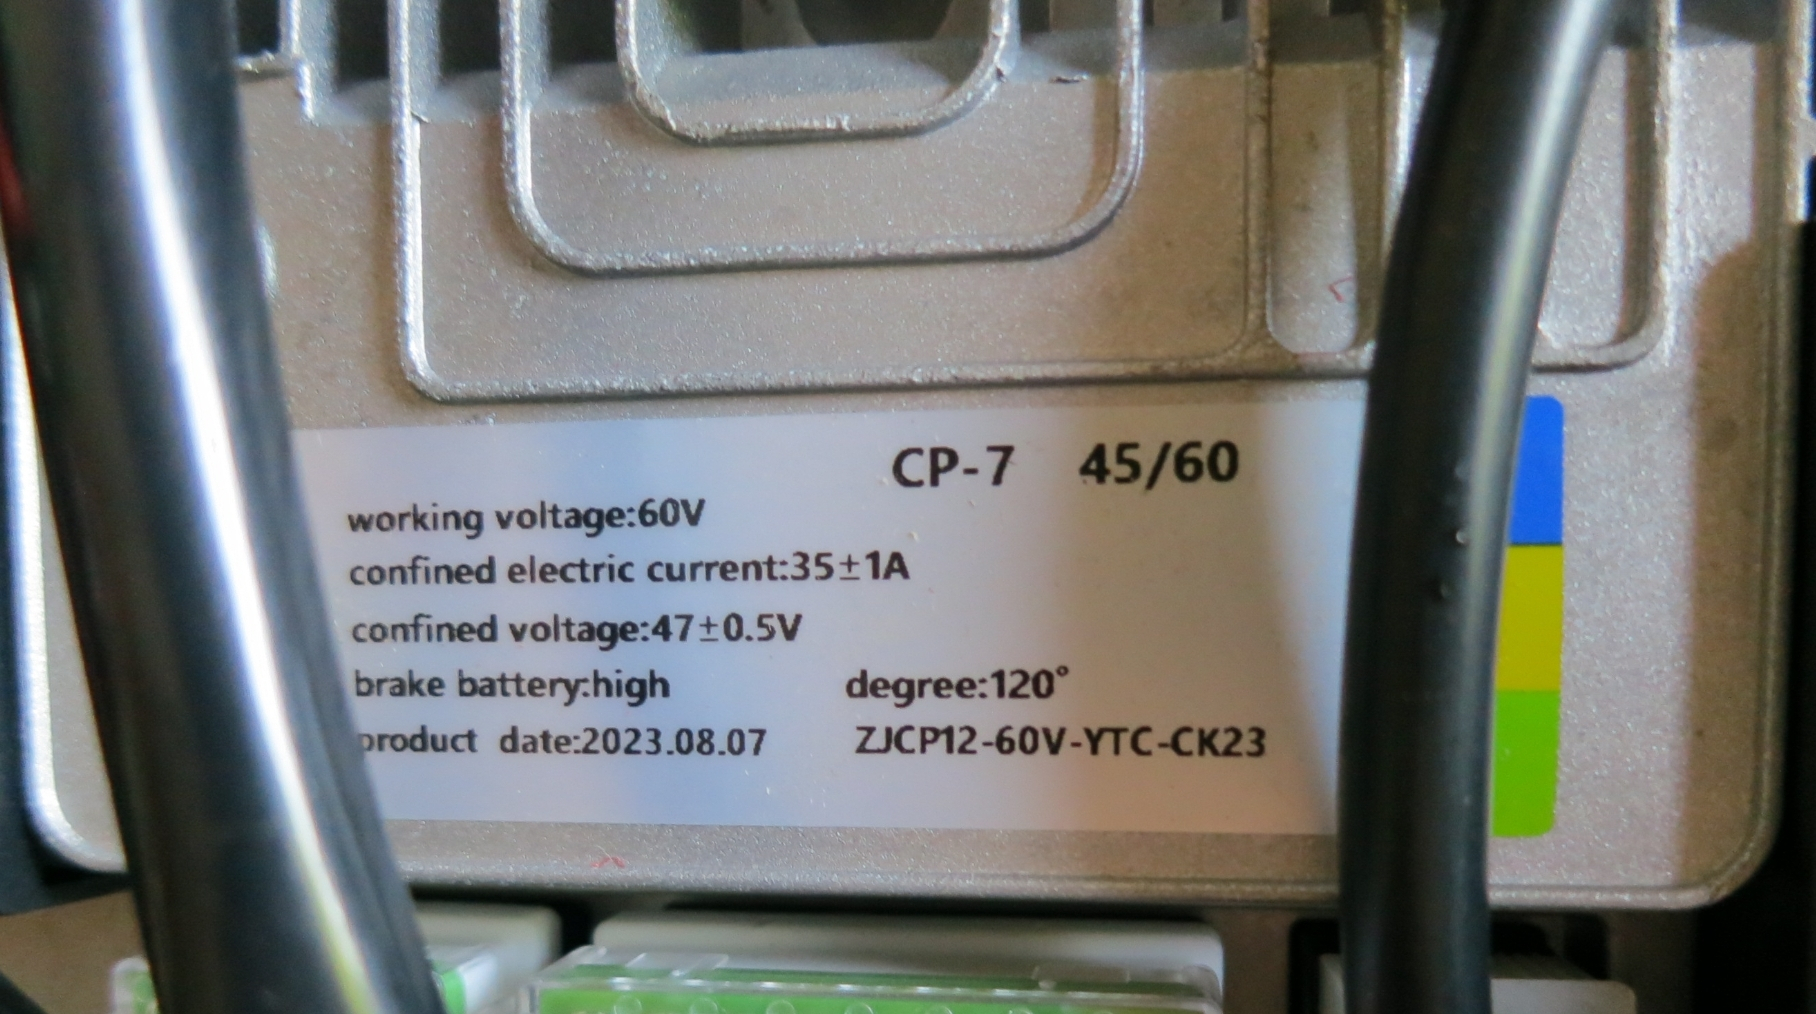 CP-7 45/60
working voltage:60V
confined electric current:35±1A
confined voltage:47±0.5V
brake battery:high degree:120°
product date:2023.08.07 ZJCP12-60V-YTC-CK23